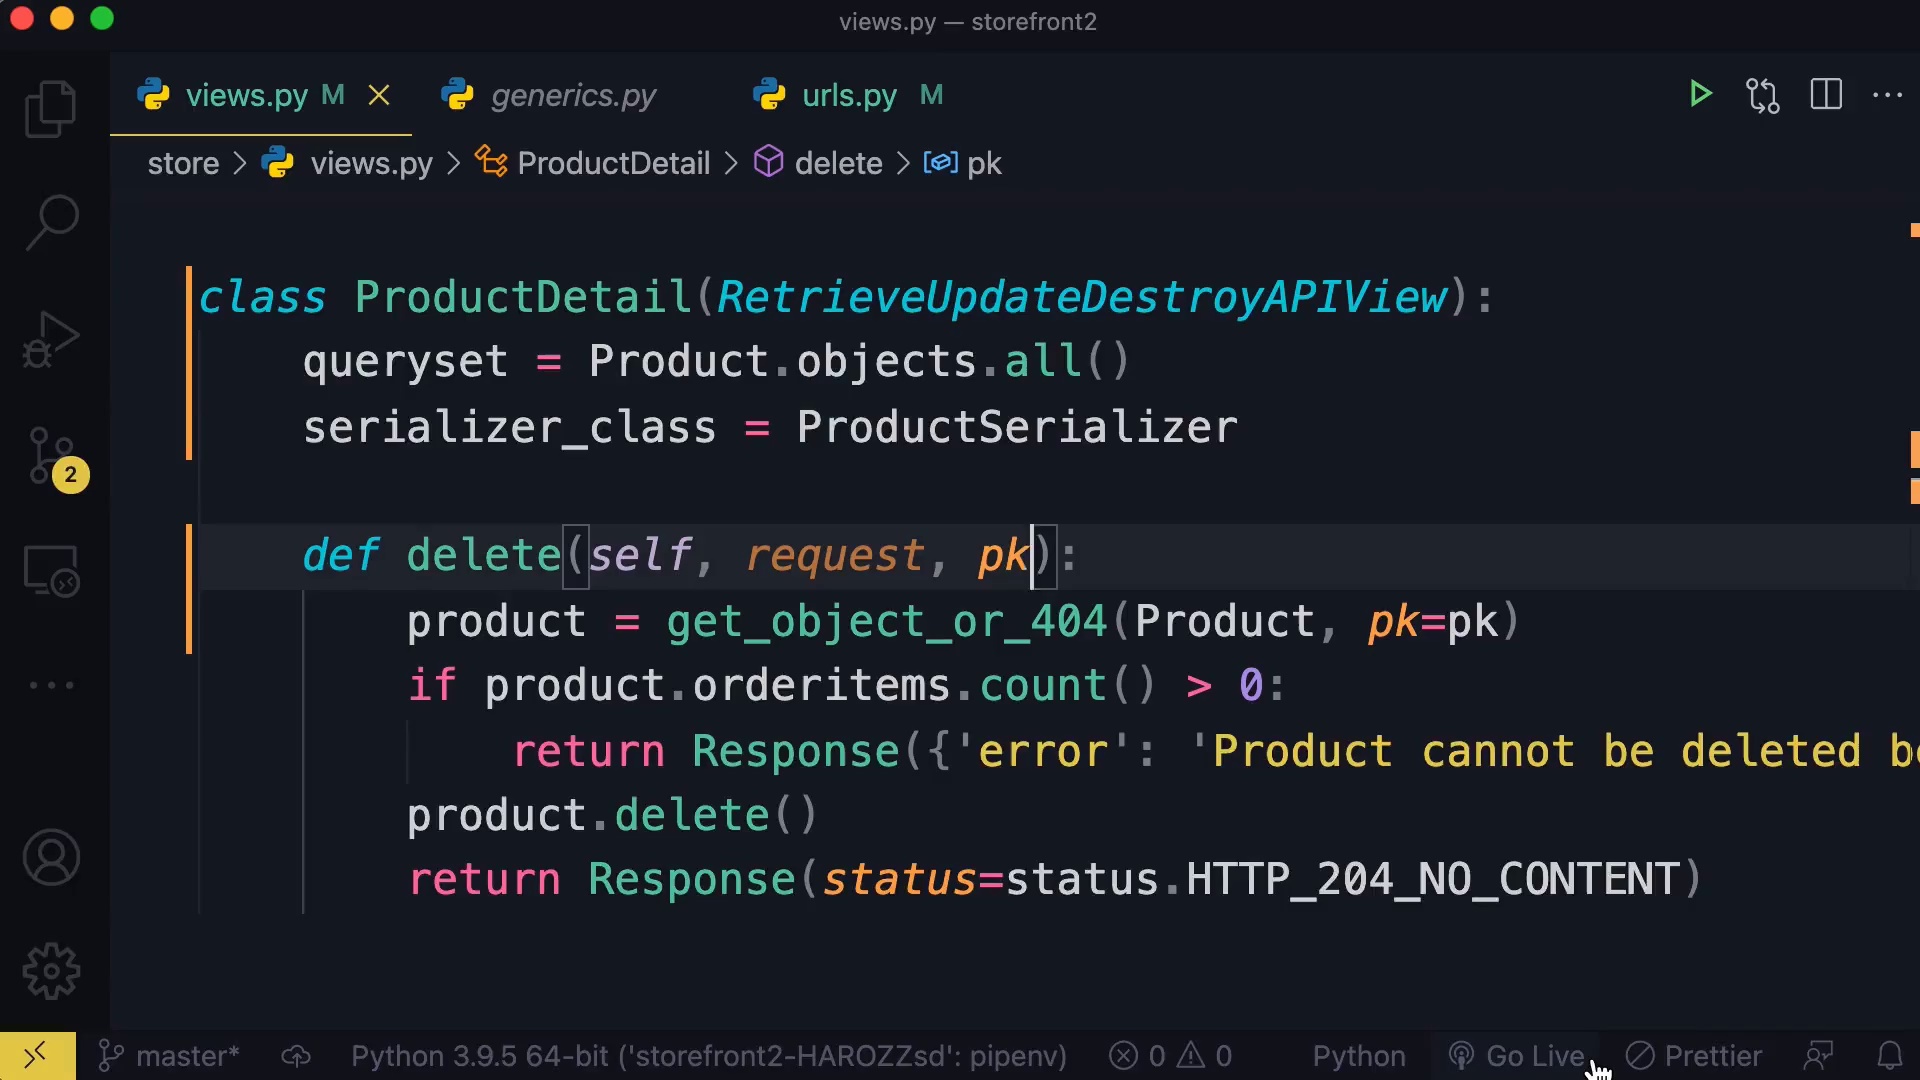 views.py — storefront2
views.py M generics.py urls.py M
store > views.py > ProductDetail > delete > pk
class ProductDetail(RetrieveUpdateDestroyAPIView):
queryset = Product.objects.all()
serializer_class = ProductSerializer
def delete(self, request, pk):
product = get_object_or_404(Product, pk=pk)
if product.orderitems.count() > 0:
return Response({'error': 'Product cannot be deleted
product.delete()
return Response(status=status.HTTP_204_NO_CONTENT)
2
master* Python 3.9.5 64-bit ('storefront2-HAROZZsd': pipenv) 0 0 Python Go Live Prettier